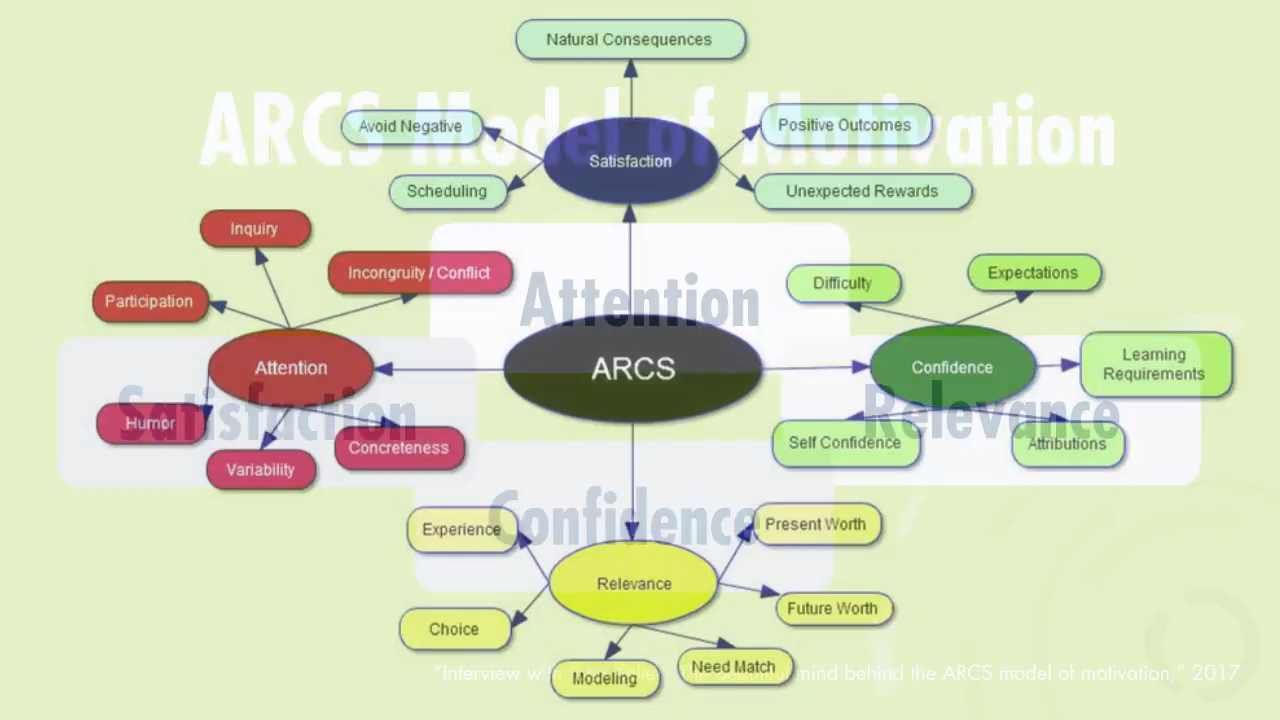 Natural Consequences
ARCS Model of Motivation
Avoid Negative
Satisfaction
Positive Outcomes
Scheduling
Unexpected Rewards
Inquiry
Incongruity / Conflict
Participation
Attention
Difficulty
Expectations
Attention
ARCS
Confidence
Learning
Requirements
Satisfaction
Relevance
Humor
Variability
Concreteness
Self Confidence
Attributions
Confidence
Experience
Present Worth
Relevance
Future Worth
Choice
Modeling
Need Match
"Interview with mind behind the ARCS model of motivation," 2017